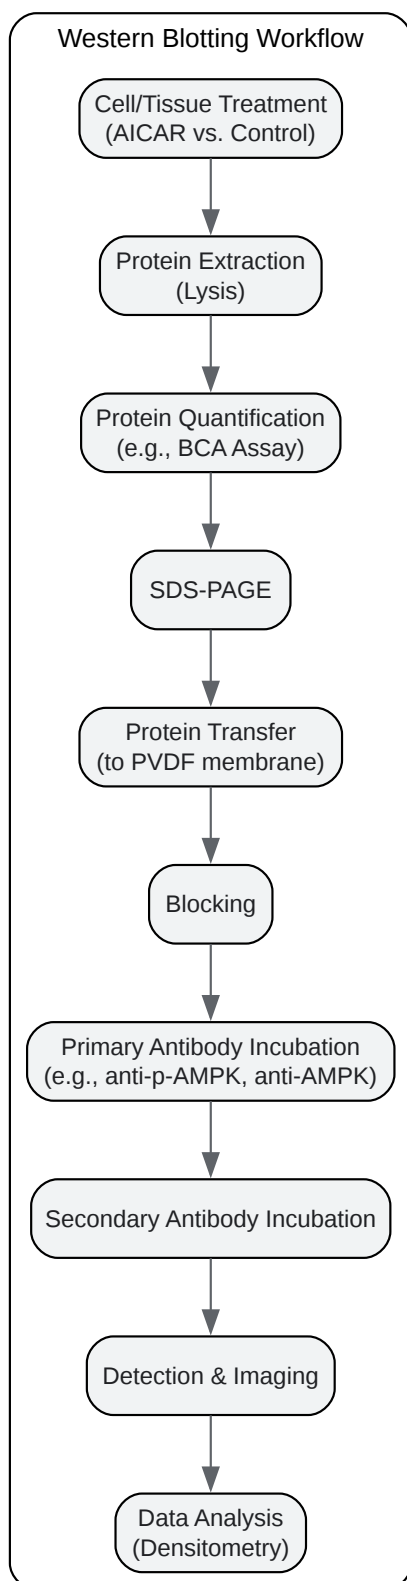 Western Blotting Workflow
Cell/Tissue Treatment
(AICAR vs. Control)
Protein Extraction
(Lysis)
Protein Quantification
(e.g., BCA Assay)
SDS-PAGE
Protein Transfer
(to PVDF membrane)
Blocking
Primary Antibody Incubation
(e.g., anti-p-AMPK, anti-AMPK)
Secondary Antibody Incubation
Detection & Imaging
Data Analysis
(Densitometry)